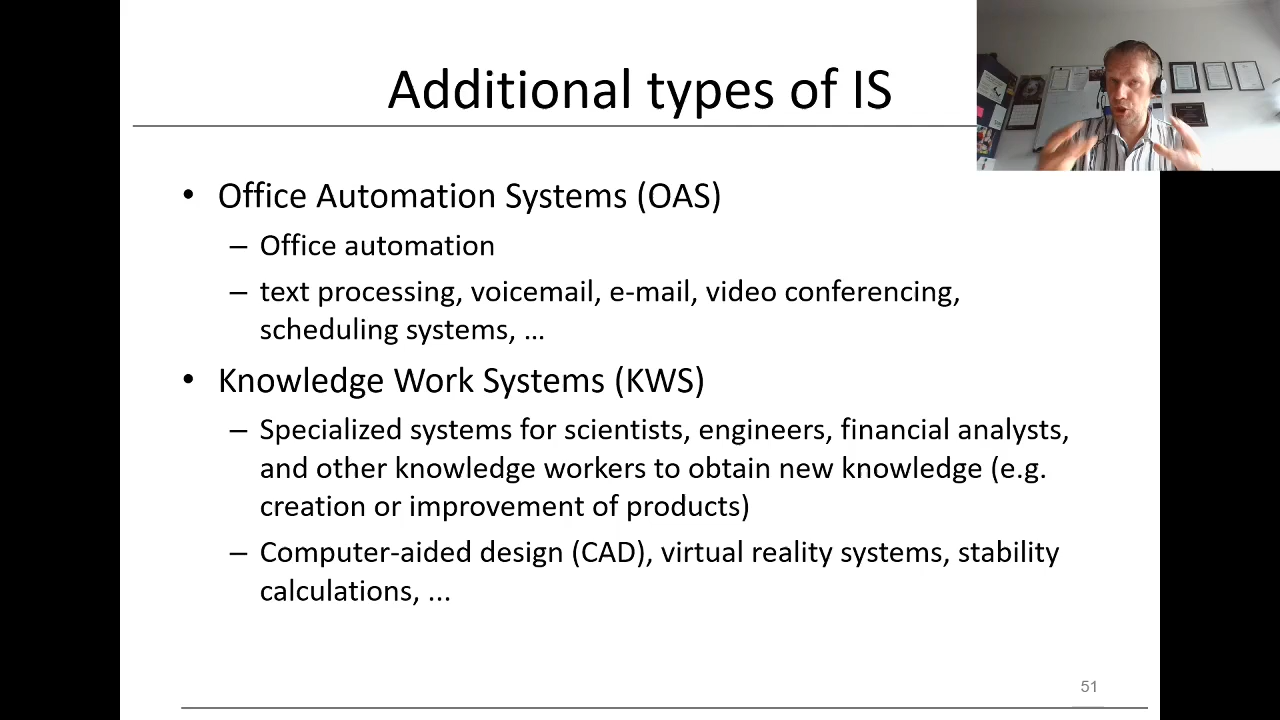 Additional types of IS
• Office Automation Systems (OAS)
– Office automation
– text processing, voicemail, e-mail, video conferencing,
scheduling systems, ...
• Knowledge Work Systems (KWS)
– Specialized systems for scientists, engineers, financial analysts,
and other knowledge workers to obtain new knowledge (e.g.
creation or improvement of products)
– Computer-aided design (CAD), virtual reality systems, stability
calculations, ...
51